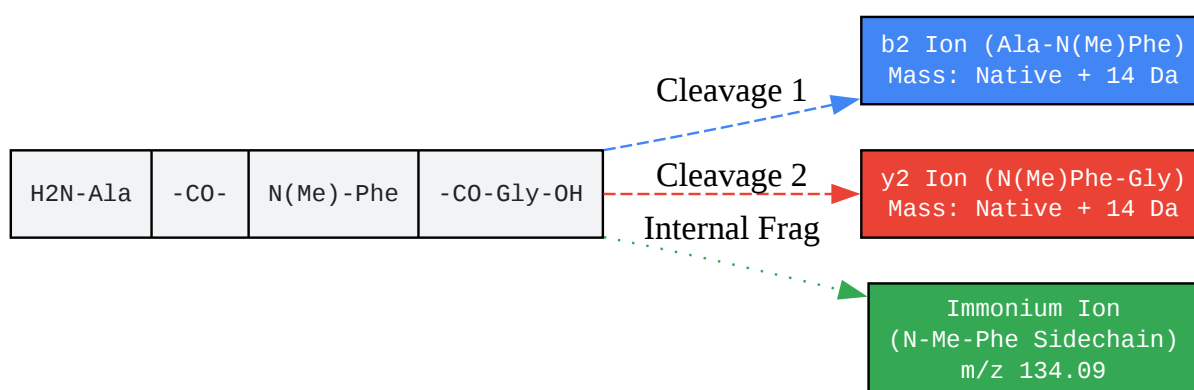 b2 Ion (Ala-N(Me)Phe)
Mass: Native + 14 Da
Cleavage 1
H2N-Ala
-CO-
N(Me)-Phe
-CO-Gly-OH
Cleavage 2
y2 Ion (N(Me)Phe-Gly)
Mass: Native + 14 Da
Internal Frag
Immonium Ion
(N-Me-Phe Sidechain)
m/z 134.09